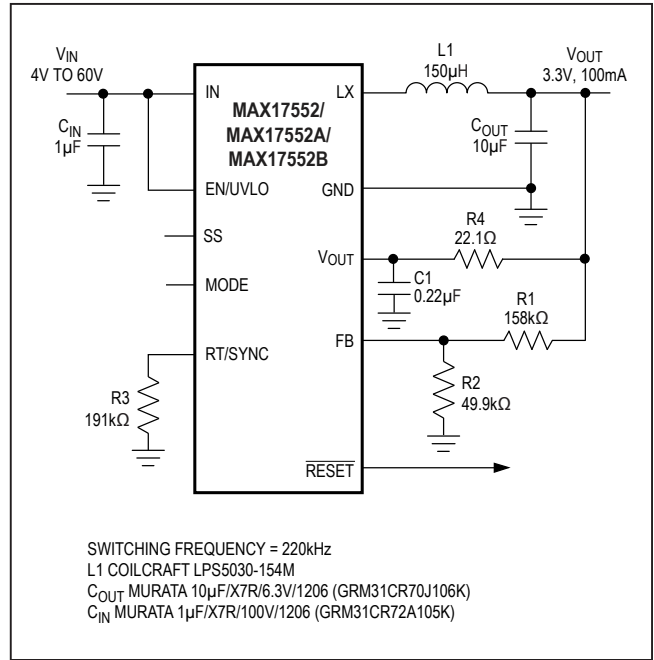 VIN
4V TO 60V
CIN
1µF
IN
EN/UVLO
SS
MODE
RT/SYNC
R3
191kΩ
MAX17552/
MAX17552A/
MAX17552B
LX
GND
VOUT
FB
RESET
L1
150µH
VOUT
3.3V, 100mA
COUT
10µF
R4
22.1Ω
C1
0.22µF
R1
158kΩ
R2
49.9kΩ
SWITCHING FREQUENCY = 220kHz
L1 COILCRAFT LPS5030-154M
COUT MURATA 10µF/X7R/6.3V/1206 (GRM31CR70J106K)
CIN MURATA 1µF/X7R/100V/1206 (GRM31CR72A105K)